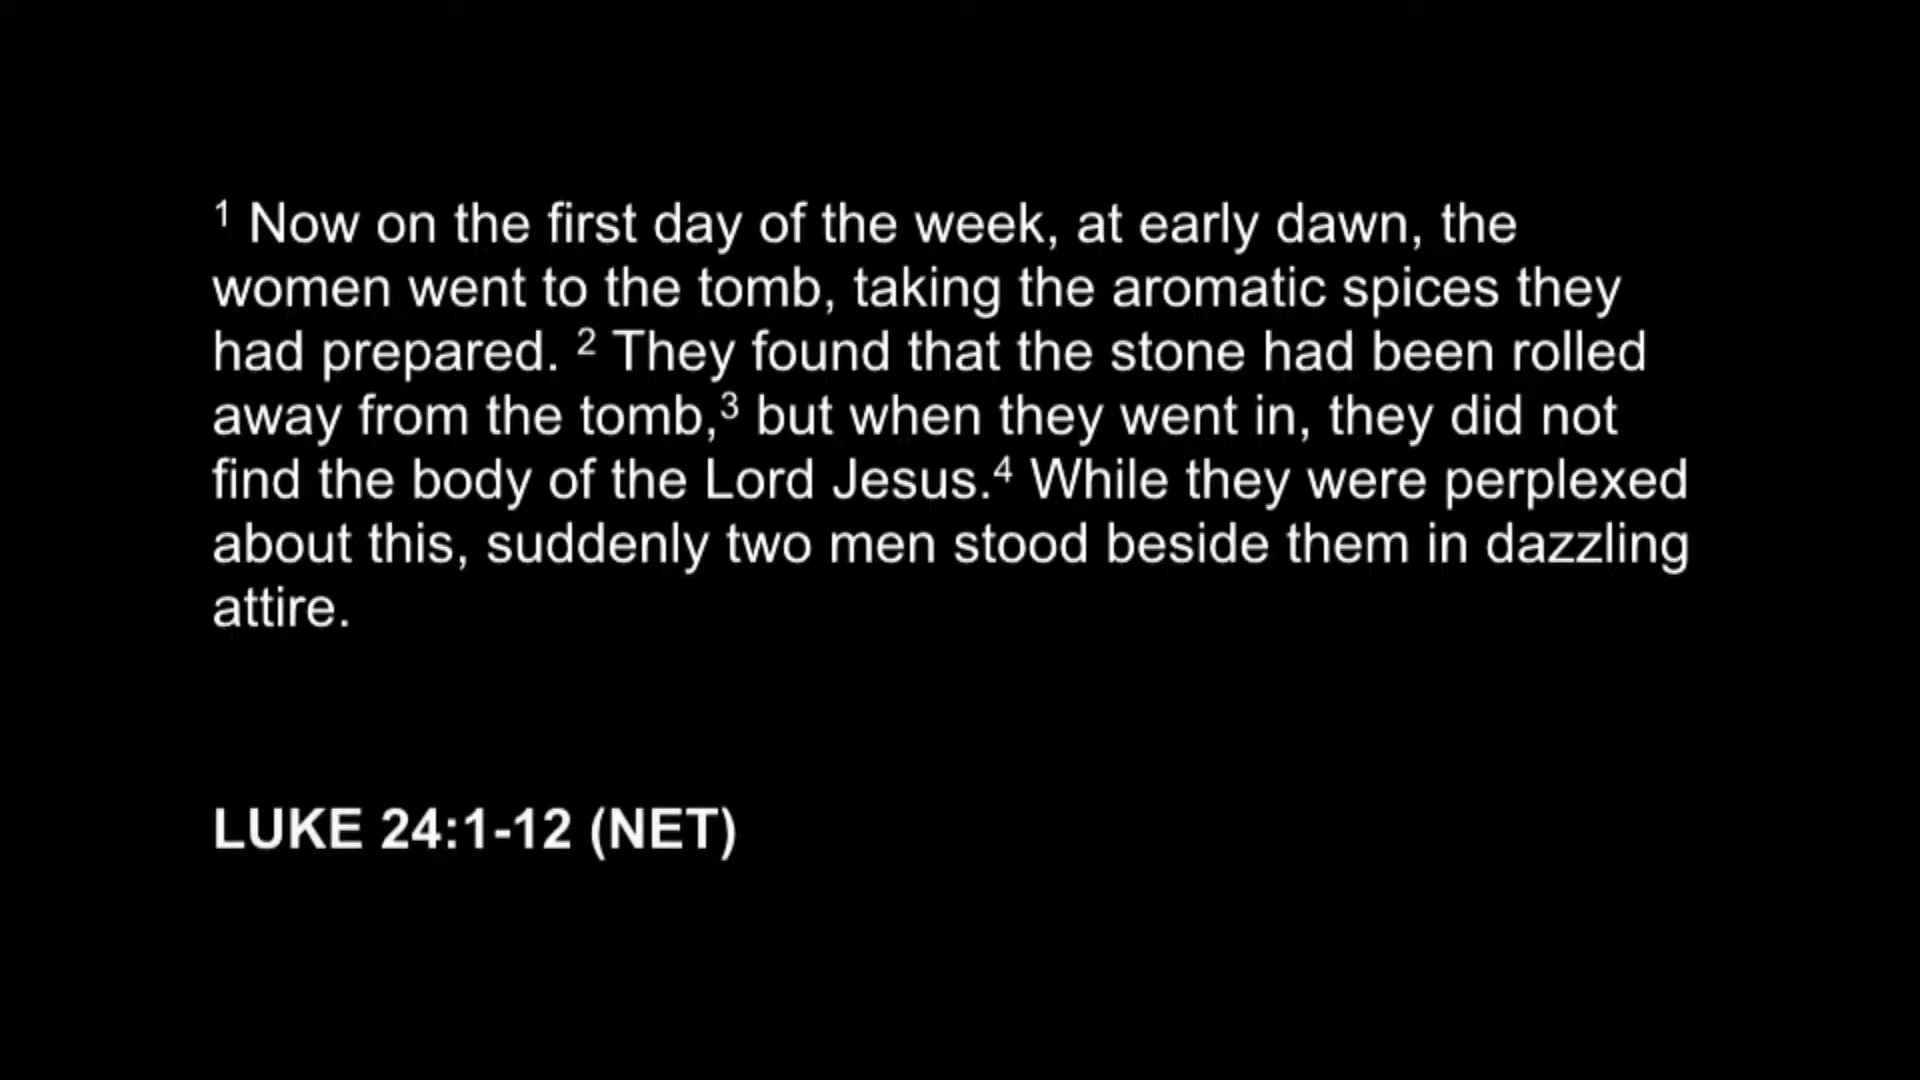 ¹ Now on the first day of the week, at early dawn, the
women went to the tomb, taking the aromatic spices they
had prepared. ² They found that the stone had been rolled
away from the tomb,³ but when they went in, they did not
find the body of the Lord Jesus.⁴ While they were perplexed
about this, suddenly two men stood beside them in dazzling
attire.
LUKE 24:1-12 (NET)